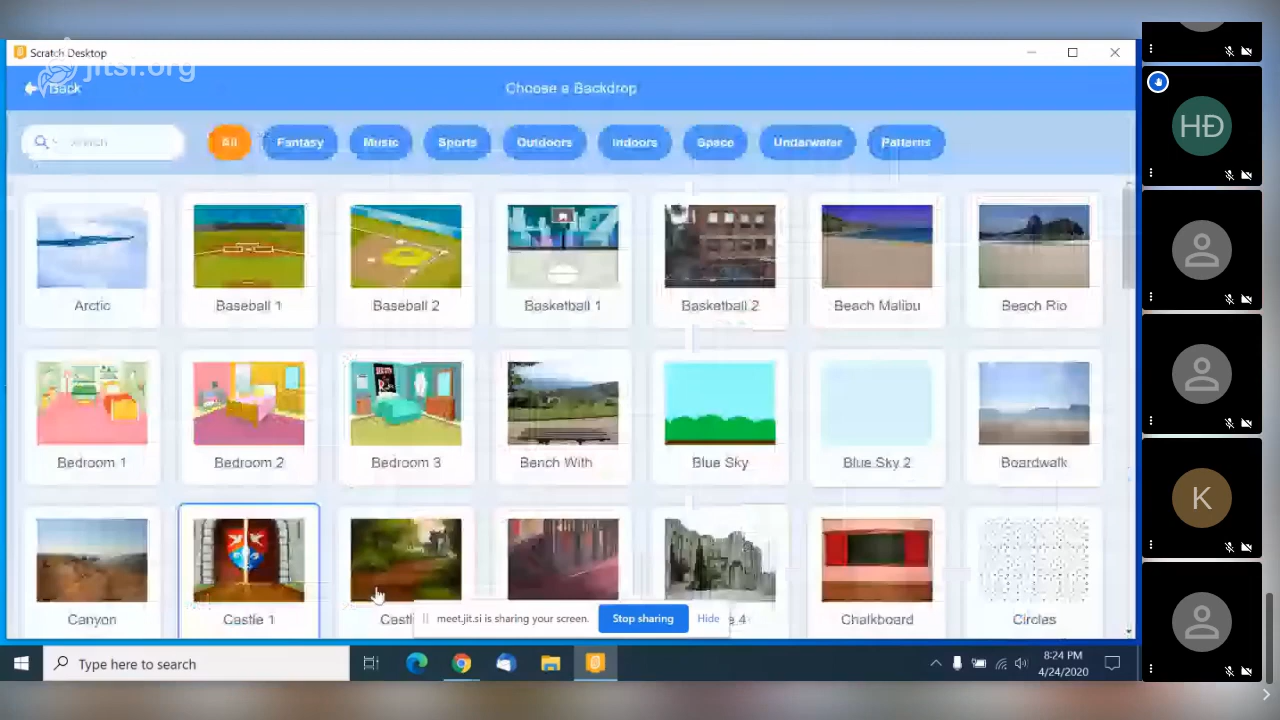 Scratch Desktop
jitsi.org
Back
Choose a Backdrop
Search
All
Fantasy
Music
Sports
Outdoors
Indoors
Space
Underwater
Patterns
Arctic
Baseball 1
Baseball 2
Basketball 1
Basketball 2
Beach Malibu
Beach Rio
Bedroom 1
Bedroom 2
Bedroom 3
Bench With
Blue Sky
Blue Sky 2
Boardwalk
Canyon
Castle 1
Chalkboard
Circles
meet.jit.si is sharing your screen.
Stop sharing
Hide
Type here to search
8:24 PM
4/24/2020
HĐ
K